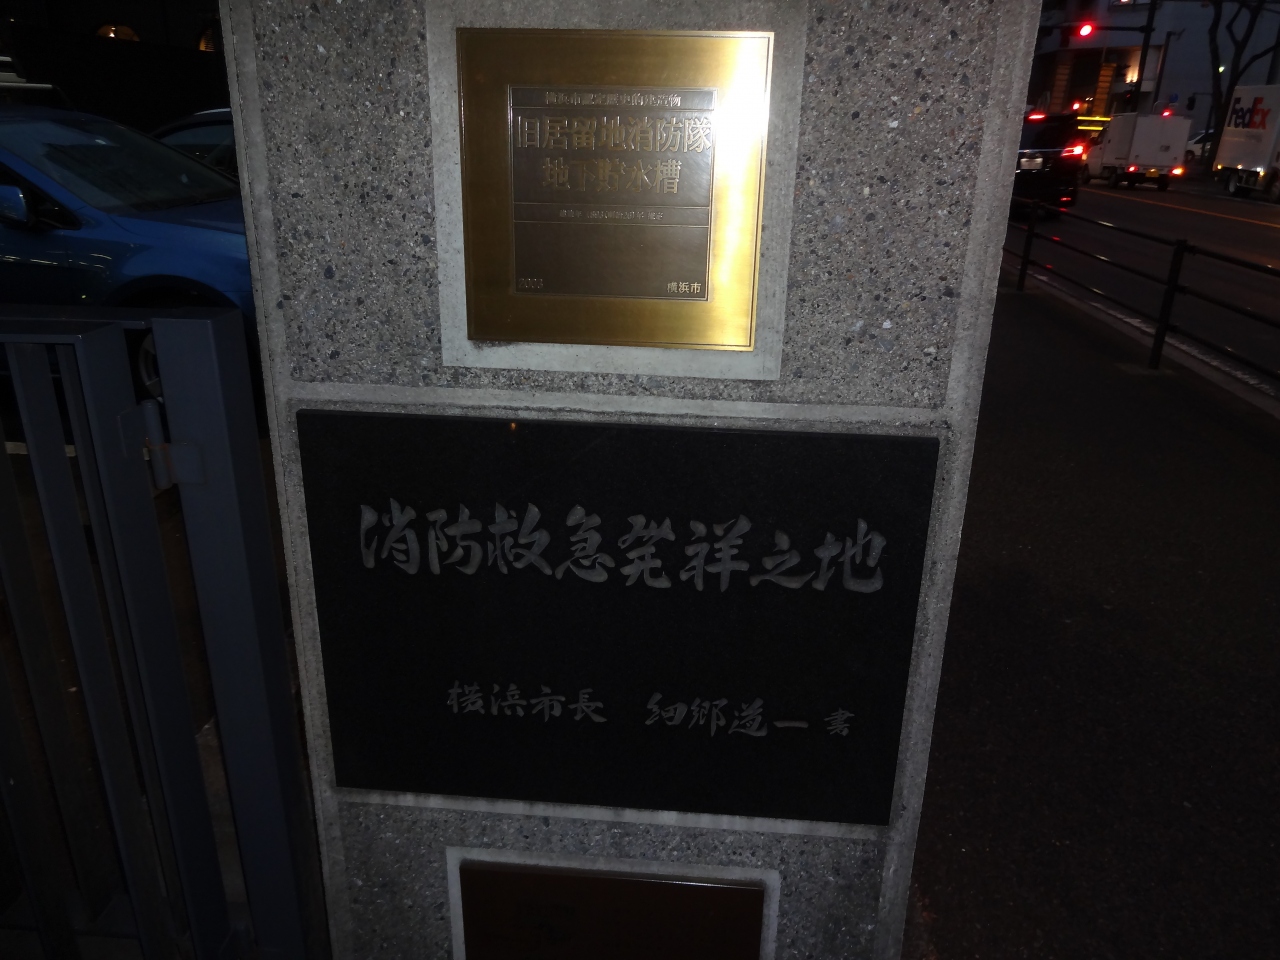 横浜市認定歴史的建造物
旧居留地消防隊
地下貯水槽
2003
横浜市
消防救急発祥之地
横浜市長 細郷道一 書
FedEx